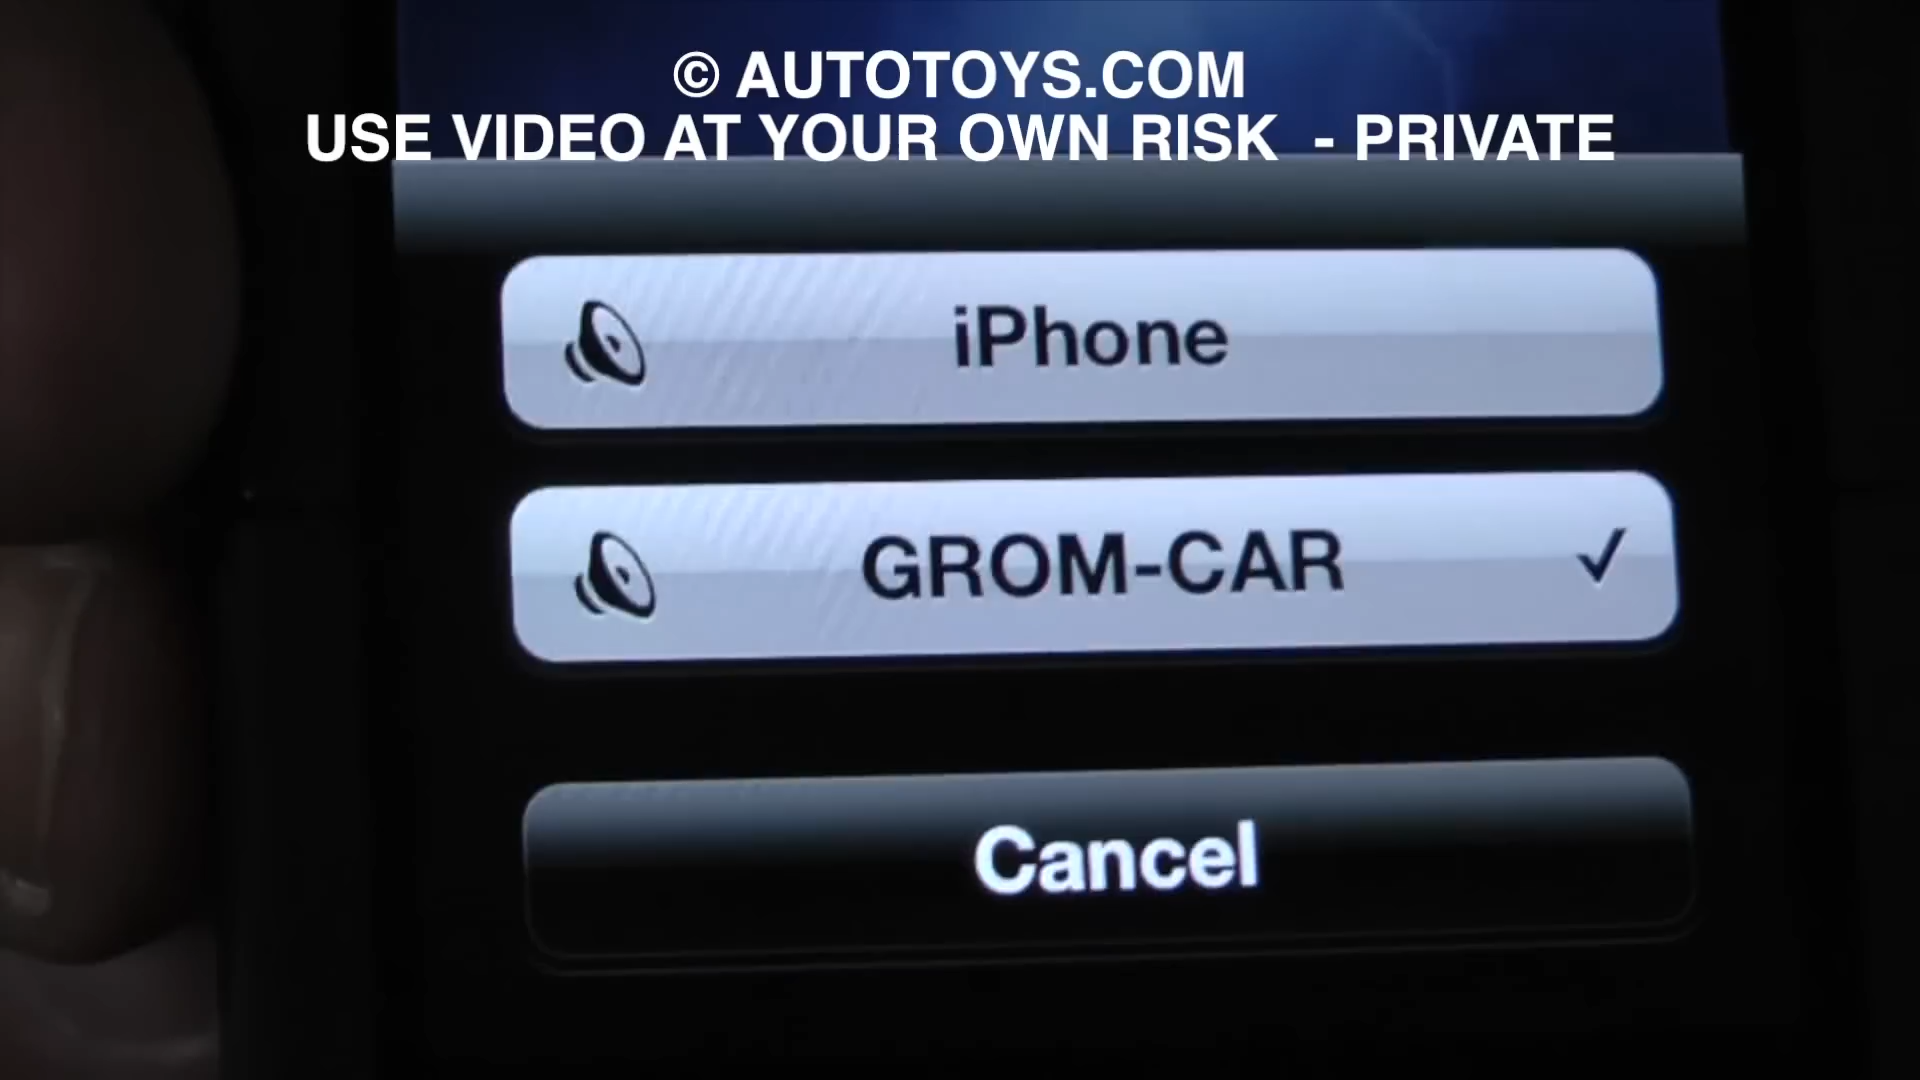 © AUTOTOYS.COM
USE VIDEO AT YOUR OWN RISK - PRIVATE
iPhone
GROM-CAR ✓
Cancel